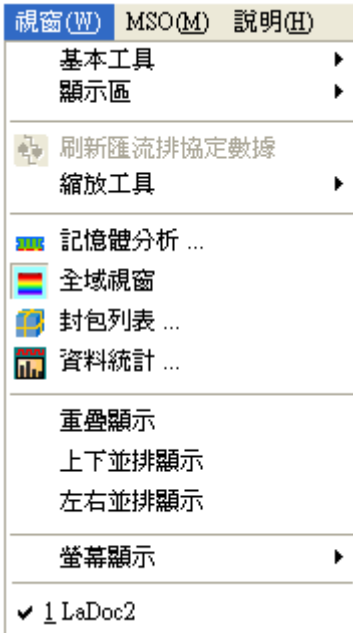 視窗(W) MSO(M) 說明(H)
基本工具
顯示區
刷新匯流排協定數據
縮放工具
記憶體分析 ...
全域視窗
封包列表 ...
資料統計 ...
重疊顯示
上下並排顯示
左右並排顯示
螢幕顯示
✔ 1 LaDoc2